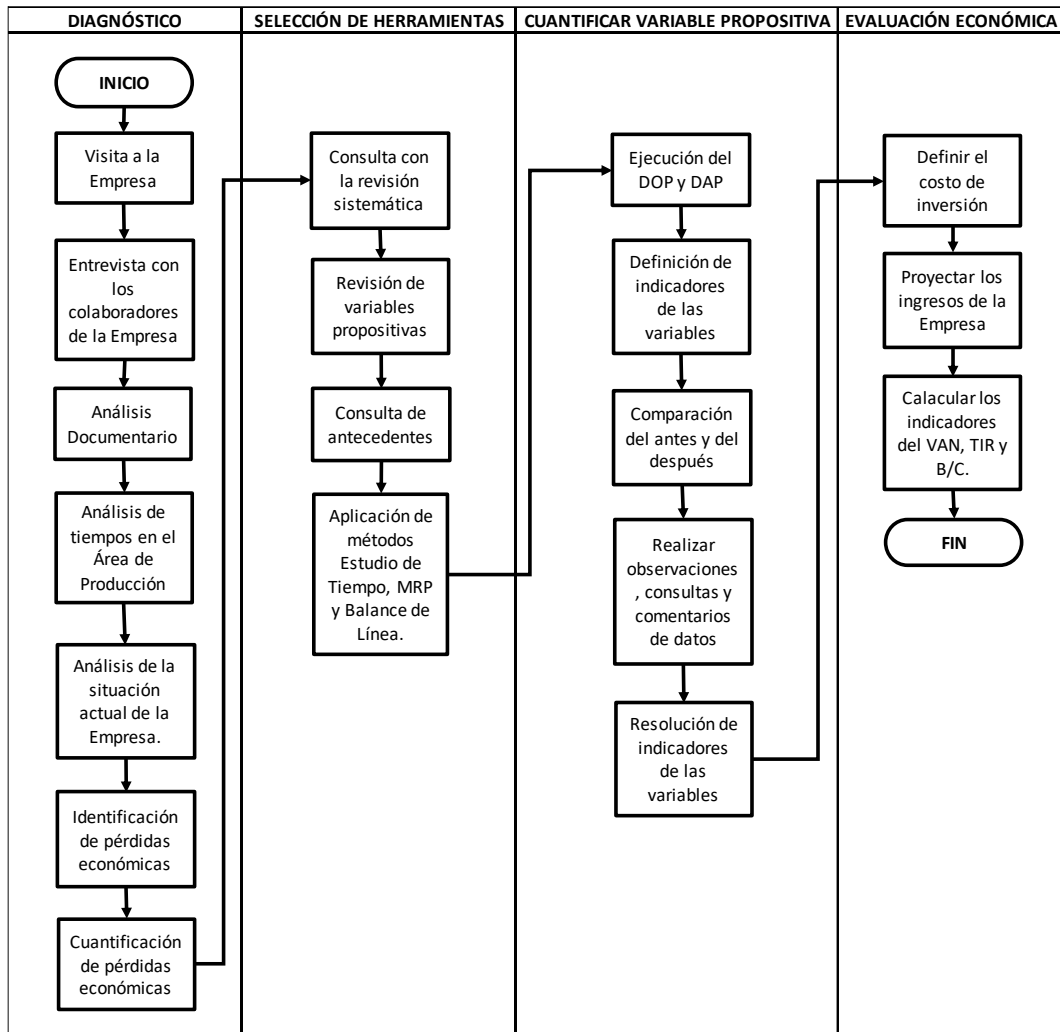 DIAGNÓSTICO
SELECCIÓN DE HERRAMIENTAS
CUANTIFICAR VARIABLE PROPOSITIVA
EVALUACIÓN ECONÓMICA
INICIO
Visita a la
Empresa
Entrevista con
los
colaboradores
de la Empresa
Análisis
Documentario
Análisis de
tiempos en el
Área de
Producción
Análisis de la
situación
actual de la
Empresa.
Identificación
de pérdidas
económicas
Cuantificación
de pérdidas
económicas
Consulta con
la revisión
sistemática
Revisión de
variables
propositivas
Consulta de
antecedentes
Aplicación de
métodos
Estudio de
Tiempo, MRP
y Balance de
Línea.
Ejecución del
DOP y DAP
Definición de
indicadores
de las
variables
Comparación
del antes y del
después
Realizar
observaciones
, consultas y
comentarios
de datos
Resolución de
indicadores
de las
variables
Definir el
costo de
inversión
Proyectar los
ingresos de la
Empresa
Calacular los
indicadores
del VAN, TIR y
B/C.
FIN